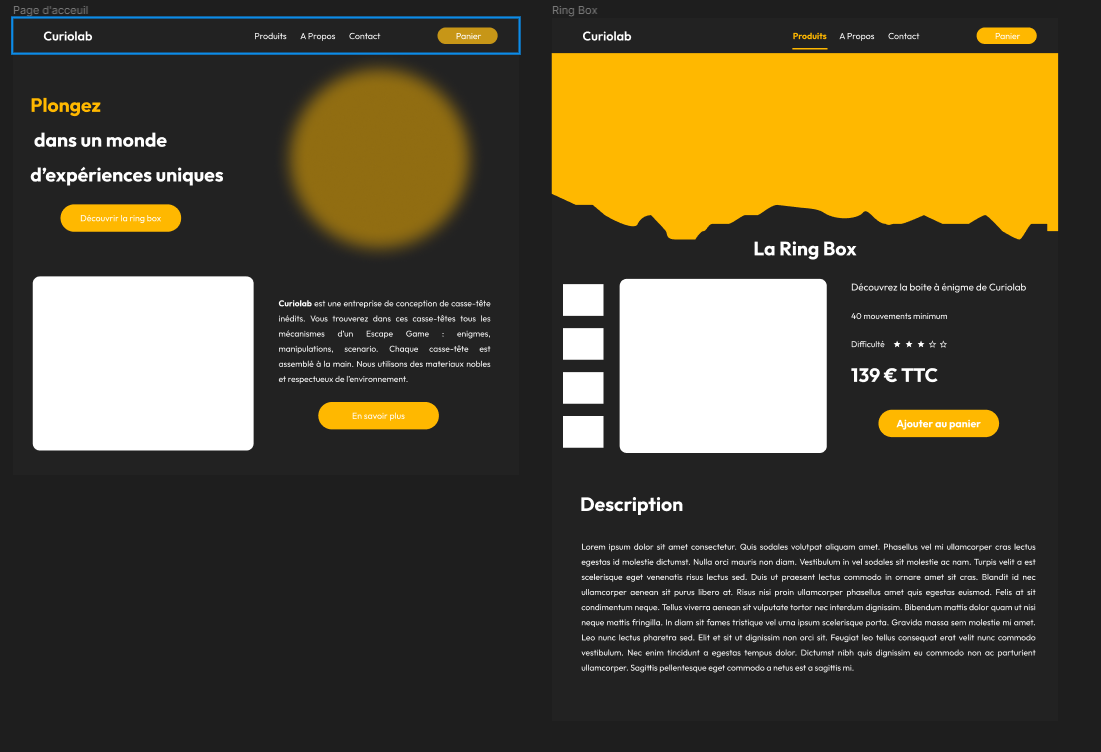 Page d'acceuil
Curiolab
Produits
A Propos
Contact
Panier
Plongez
dans un monde
d'expériences uniques
Découvrir la ring box
Curiolab est une entreprise de conception de casse-tête
inédits. Vous trouverez dans ces casse-têtes tous les
mécanismes d'un Escape Game : enigmes,
manipulations, scenario. Chaque casse-tête est
assemblé à la main. Nous utilisons des materiaux nobles
et respectueux de l'environnement.
En savoir plus
Ring Box
Curiolab
Produits
A Propos
Contact
Panier
La Ring Box
Découvrez la boite à énigme de Curiolab
40 mouvements minimum
Difficulté
139 € TTC
Ajouter au panier
Description
Lorem ipsum dolor sit amet consectetur. Quis sodales volutpat aliquam amet. Phasellus vel mi ullamcorper cras lectus
egestas id molestie dictumst. Nulla orci mauris non diam. Vestibulum in vel sodales sit molestie ac nam. Turpis velit a est
scelerisque eget venenatis risus lectus sed. Duis ut praesent lectus commodo in ornare amet sit cras. Blandit id nec
ullamcorper aenean sit purus libero at. Risus nisi proin ullamcorper phasellus amet quis egestas euismod. Felis at sit
condimentum neque. Tellus viverra aenean sit vulputate tortor nec interdum dignissim. Bibendum mattis dolor quam ut nisi
neque mattis fringilla. In diam sit fames tristique vel urna ipsum scelerisque porta. Gravida massa sem molestie mi amet.
Leo nunc lectus pharetra sed. Elit et sit ut dignissim non orci sit. Feugiat leo tellus consequat erat velit nunc commodo
vestibulum. Nec enim tincidunt a egestas tempus dolor. Dictumst nibh quis dignissim eu commodo non ac parturient
ullamcorper. Sagittis pellentesque eget commodo a netus est a sagittis mi.